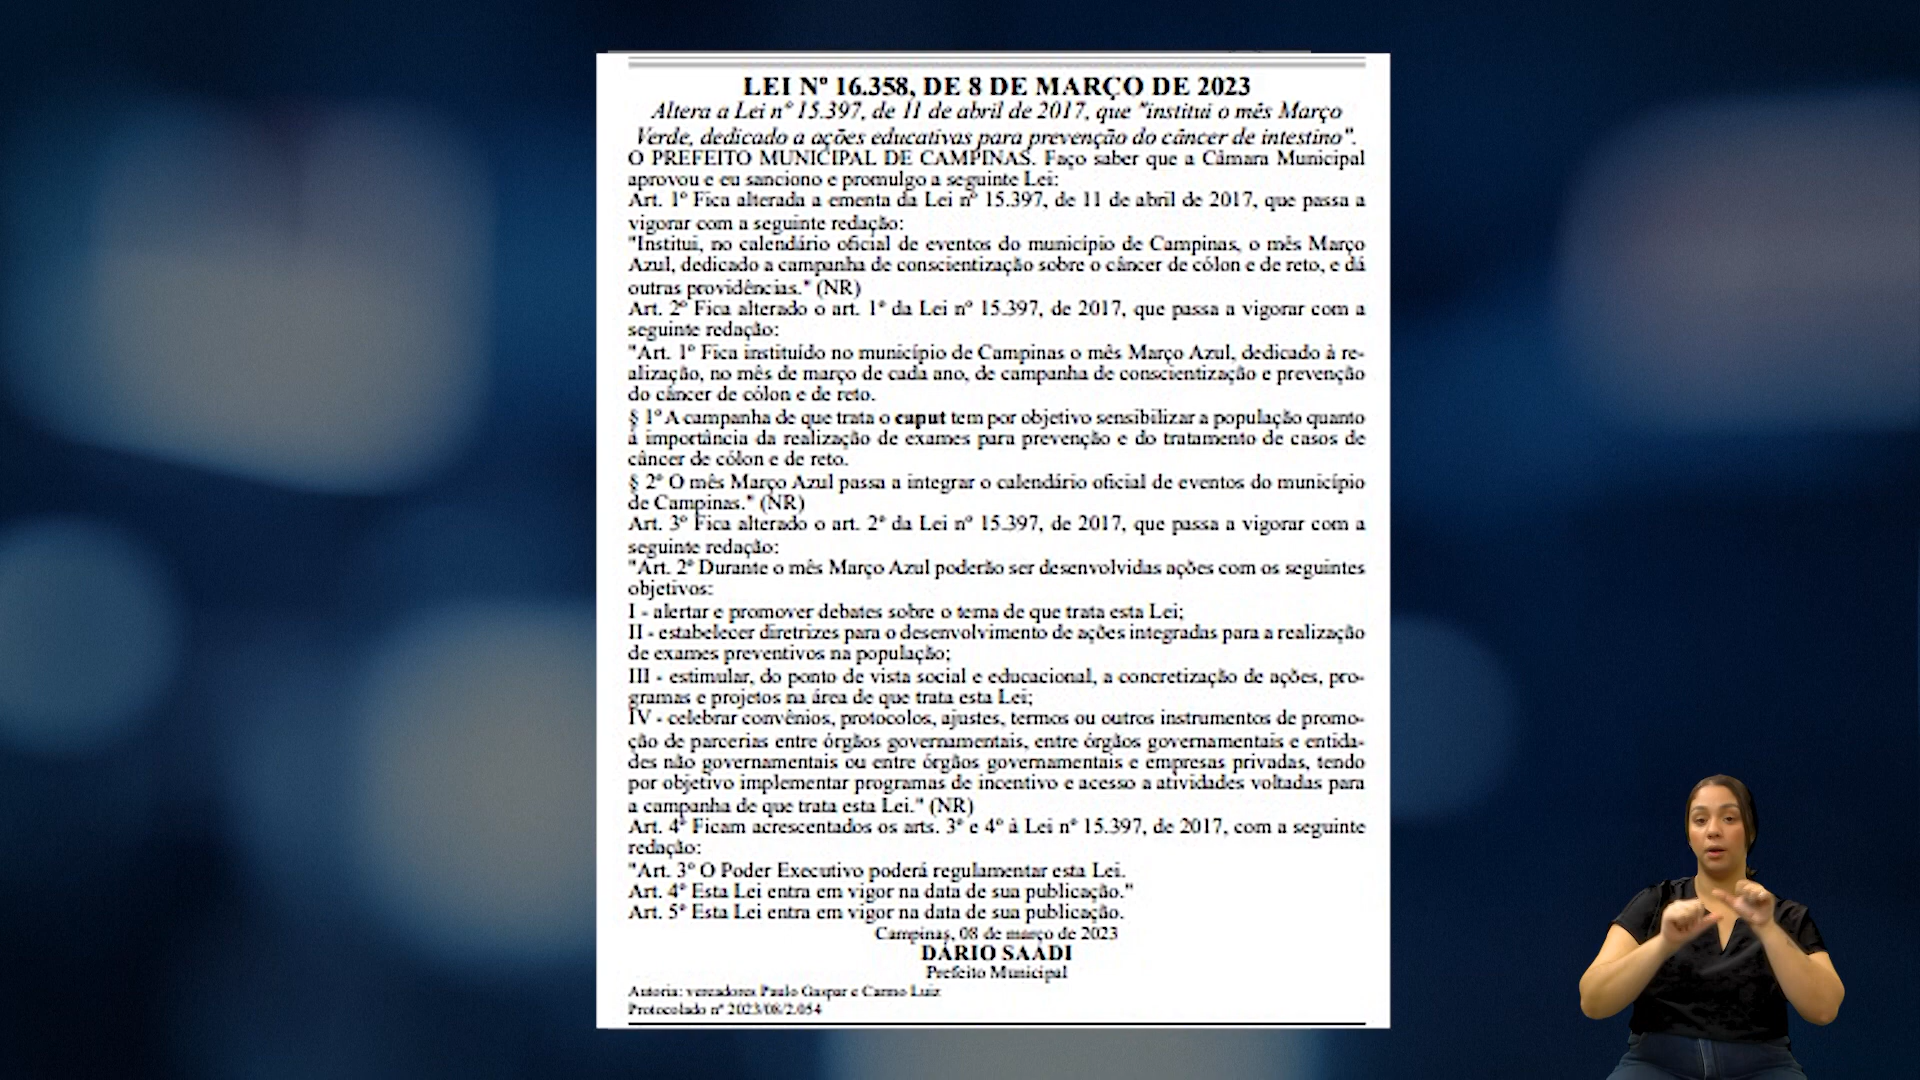 LEI Nº 16.358, DE 8 DE MARÇO DE 2023
Altera a Lei nº 15.397, de 11 de abril de 2017, que "institui o mês Março
Verde, dedicado a ações educativas para prevenção do câncer de intestino".
O PREFEITO MUNICIPAL DE CAMPINAS. Faço saber que a Câmara Municipal
aprovou e eu sanciono e promulgo a seguinte Lei:
Art. 1º Fica alterada a ementa da Lei nº 15.397, de 11 de abril de 2017, que passa a
vigorar com a seguinte redação:
"Institui, no calendário oficial de eventos do município de Campinas, o mês Março
Azul, dedicado a campanha de conscientização sobre o câncer de cólon e de reto, e dá
outras providências." (NR)
Art. 2º Fica alterado o art. 1º da Lei nº 15.397, de 2017, que passa a vigorar com a
seguinte redação:
"Art. 1º Fica instituído no município de Campinas o mês Março Azul, dedicado à re-
alização, no mês de março de cada ano, de campanha de conscientização e prevenção
do câncer de cólon e de reto.
§ 1º A campanha de que trata o caput tem por objetivo sensibilizar a população quanto
à importância da realização de exames para prevenção e do tratamento de casos de
câncer de cólon e de reto.
§ 2º O mês Março Azul passa a integrar o calendário oficial de eventos do município
de Campinas." (NR)
Art. 3º Fica alterado o art. 2º da Lei nº 15.397, de 2017, que passa a vigorar com a
seguinte redação:
"Art. 2º Durante o mês Março Azul poderão ser desenvolvidas ações com os seguintes
objetivos:
I - alertar e promover debates sobre o tema de que trata esta Lei;
II - estabelecer diretrizes para o desenvolvimento de ações integradas para a realização
de exames preventivos na população;
III - estimular, do ponto de vista social e educacional, a concretização de ações, pro-
gramas e projetos na área de que trata esta Lei;
IV - celebrar convênios, protocolos, ajustes, termos ou outros instrumentos de promo-
ção de parcerias entre órgãos governamentais, entre órgãos governamentais e entida-
des não governamentais ou entre órgãos governamentais e empresas privadas, tendo
por objetivo implementar programas de incentivo e acesso a atividades voltadas para
a campanha de que trata esta Lei." (NR)
Art. 4º Ficam acrescentados os arts. 3º e 4º à Lei nº 15.397, de 2017, com a seguinte
redação:
"Art. 3º O Poder Executivo poderá regulamentar esta Lei.
Art. 4º Esta Lei entra em vigor na data de sua publicação."
Art. 5º Esta Lei entra em vigor na data de sua publicação.
Campinas, 08 de março de 2023
DÁRIO SAADI
Prefeito Municipal
Autoria: vereadores Paulo Gaspar e Carmo Luiz
Protocolado nº 2023/08/2.054